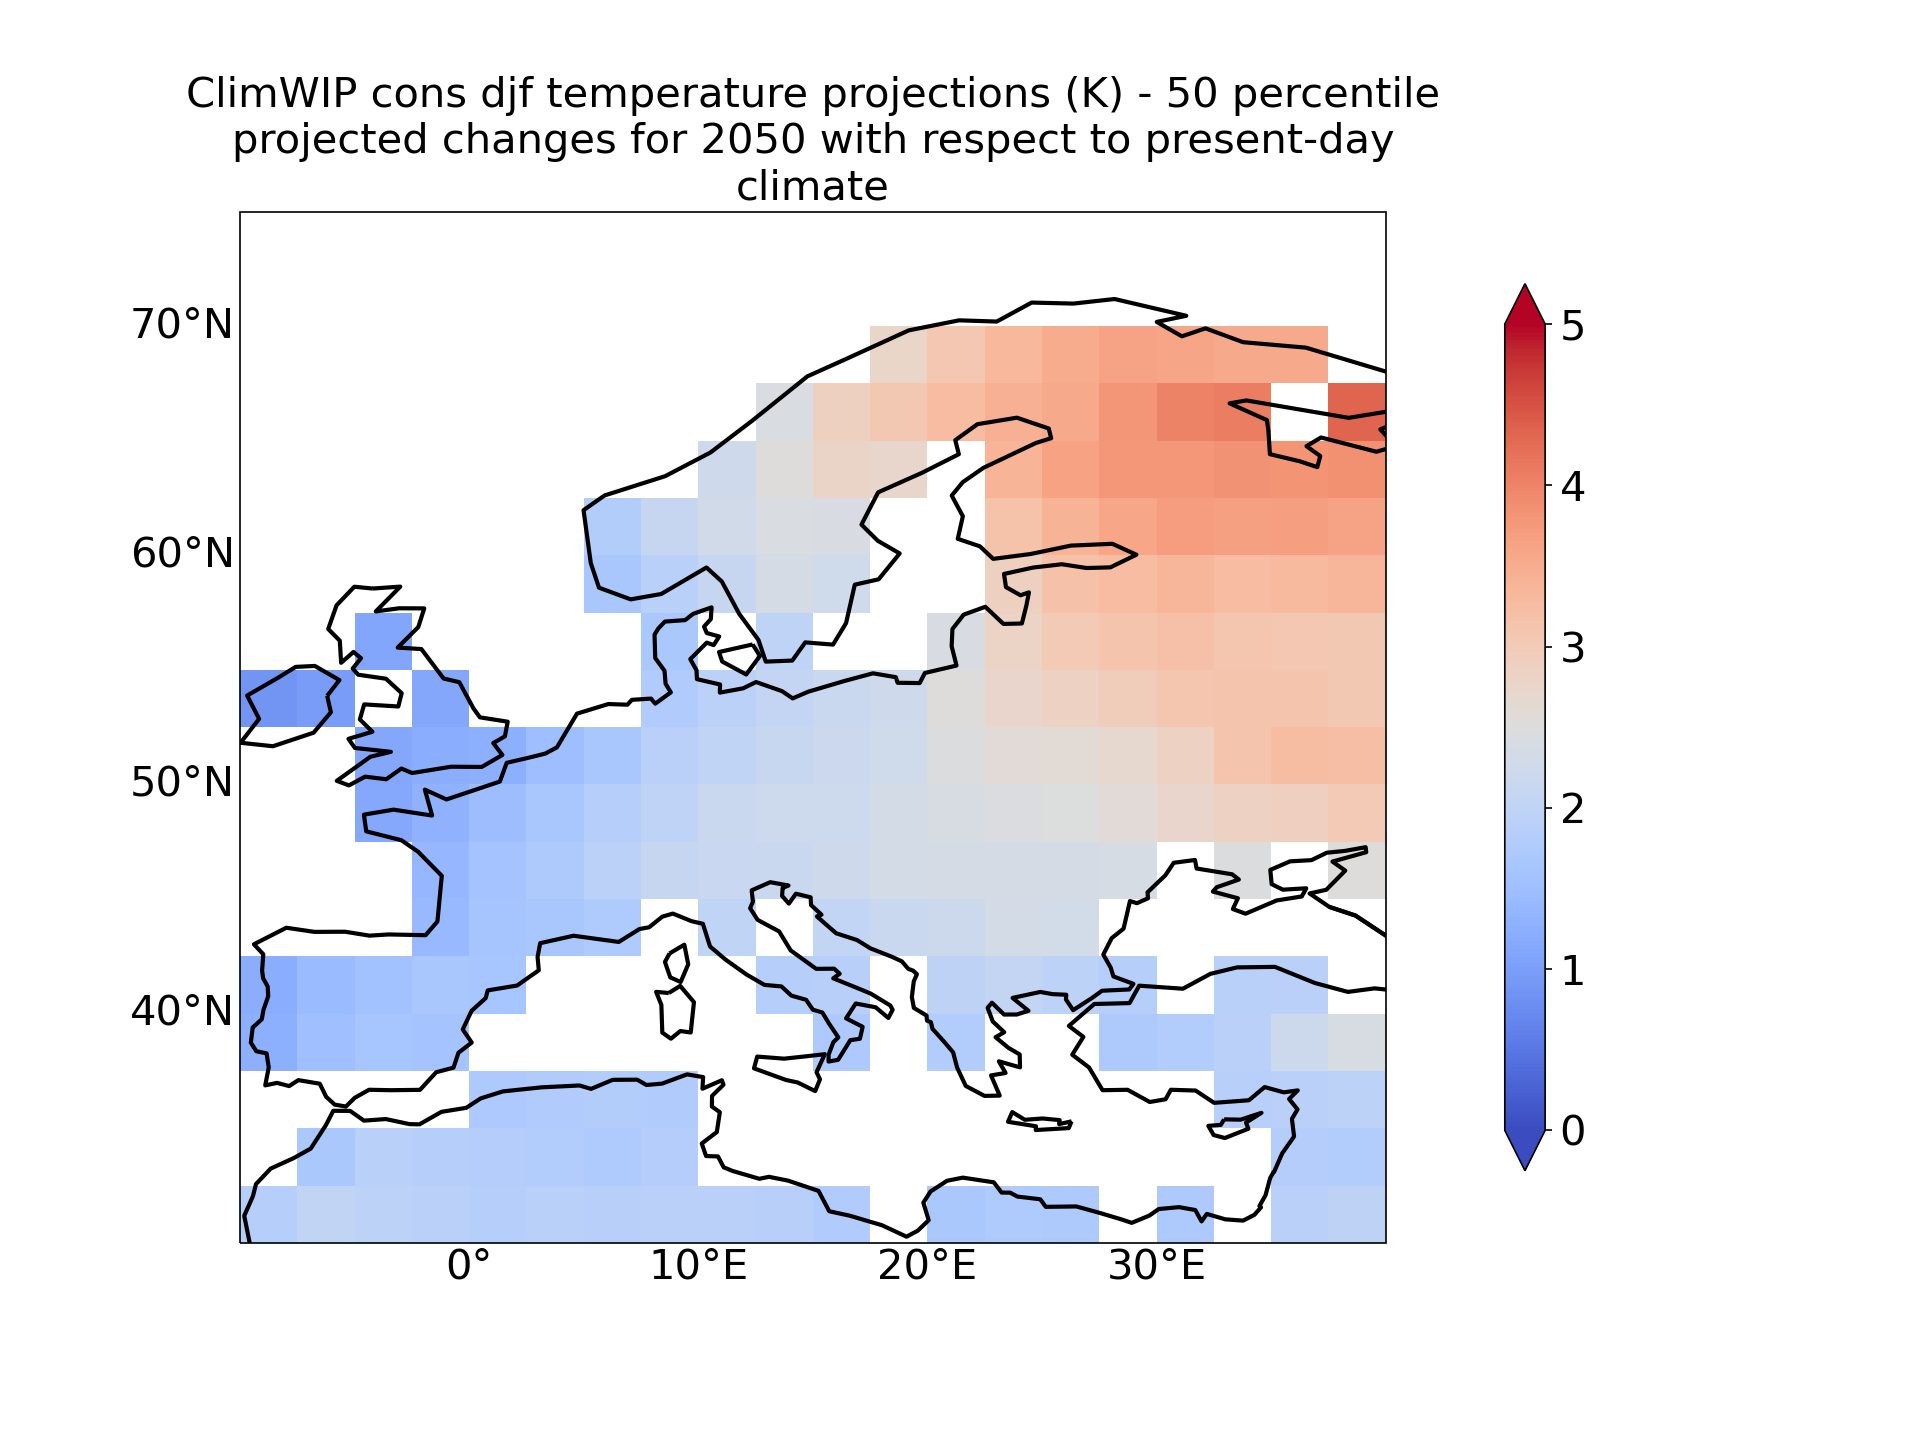 ClimWIP cons djf temperature projections (K) - 50 percentile
projected changes for 2050 with respect to present-day
climate
70°N
60°N
50°N
40°N
0°
10°E
20°E
30°E
5
4
3
2
1
0